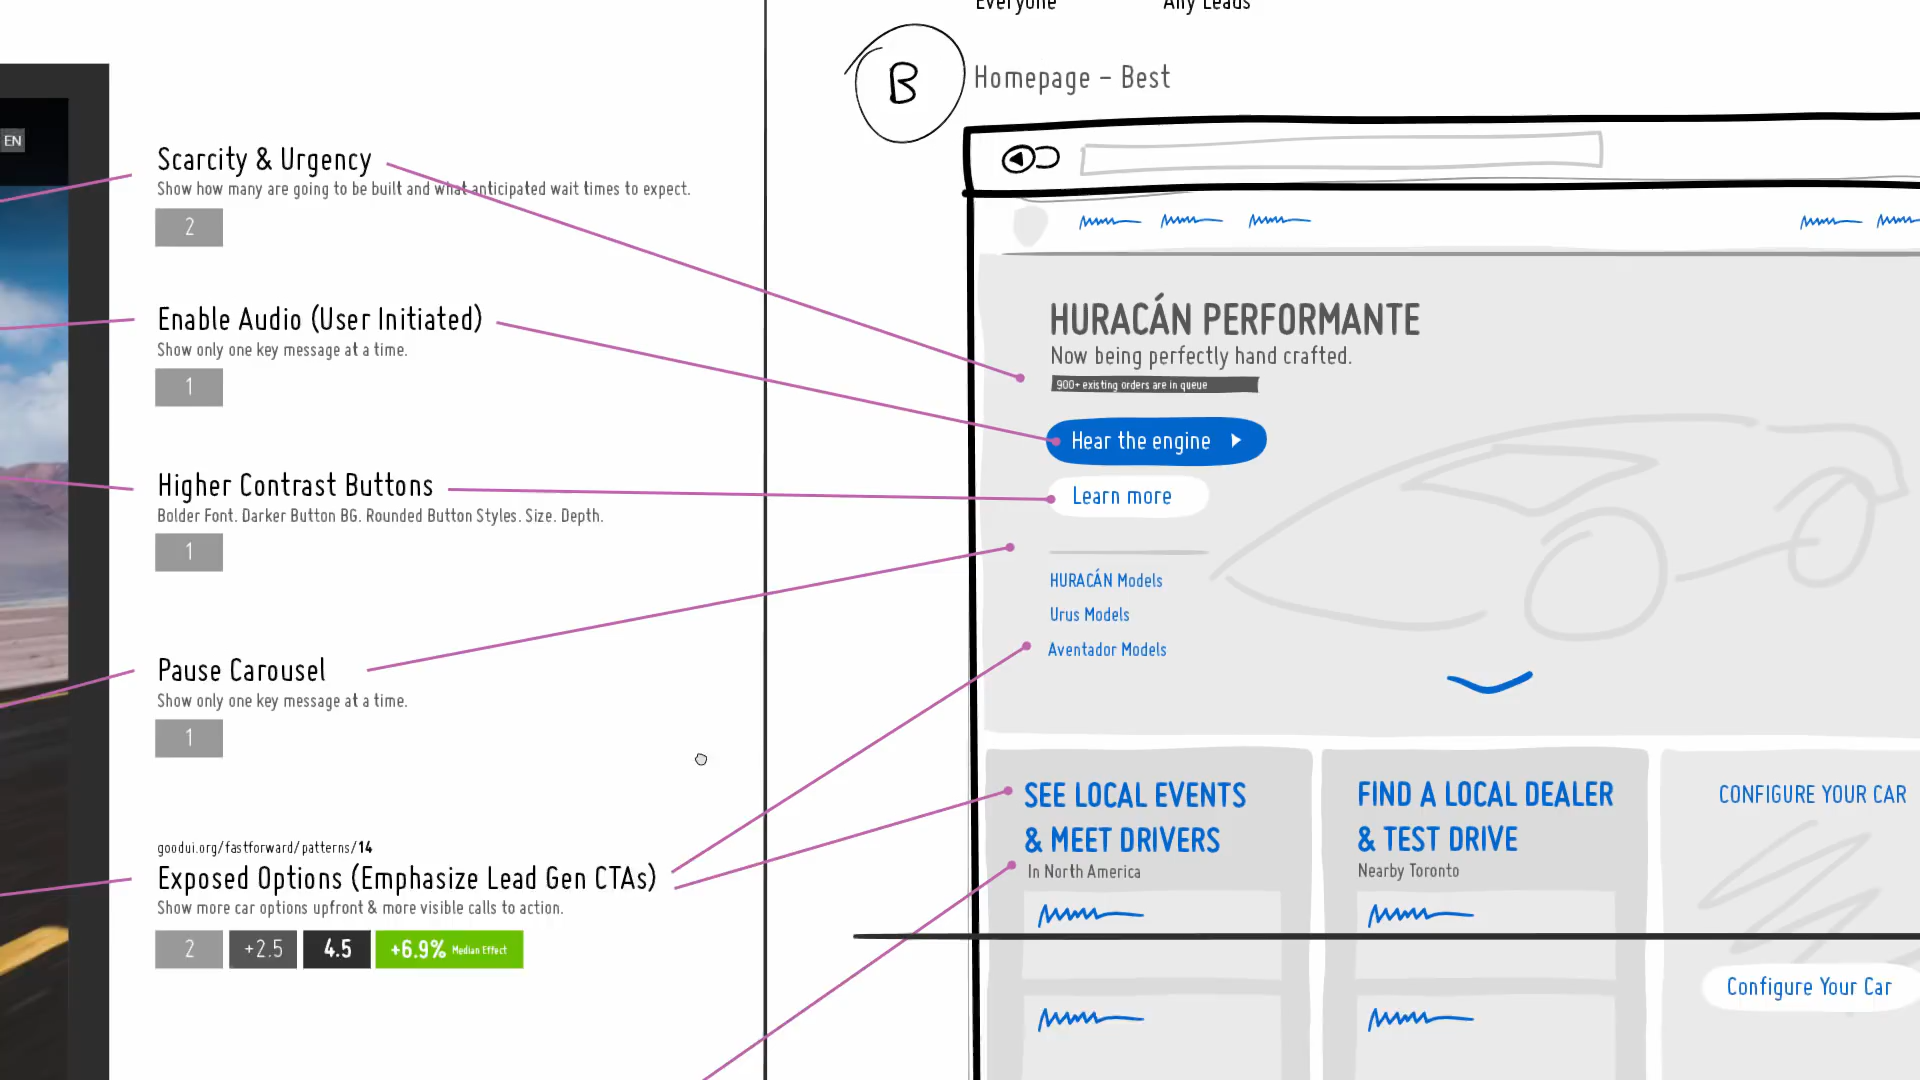 Everyone
Any Leads
B
Homepage - Best
EN
Scarcity & Urgency
Show how many are going to be built and what anticipated wait times to expect.
2
Enable Audio (User Initiated)
Show only one key message at a time.
1
Higher Contrast Buttons
Bolder Font. Darker Button BG. Rounded Button Styles. Size. Depth.
1
Pause Carousel
Show only one key message at a time.
1
goodui.org/fastforward/patterns/14
Exposed Options (Emphasize Lead Gen CTAs)
Show more car options upfront & more visible calls to action.
2
+2.5
4.5
+6.9% Median Effect
HURACÁN PERFORMANTE
Now being perfectly hand crafted.
900+ existing orders are in queue
Hear the engine
Learn more
HURACÁN Models
Urus Models
Aventador Models
SEE LOCAL EVENTS
& MEET DRIVERS
In North America
FIND A LOCAL DEALER
& TEST DRIVE
Nearby Toronto
CONFIGURE YOUR CAR
Configure Your Car